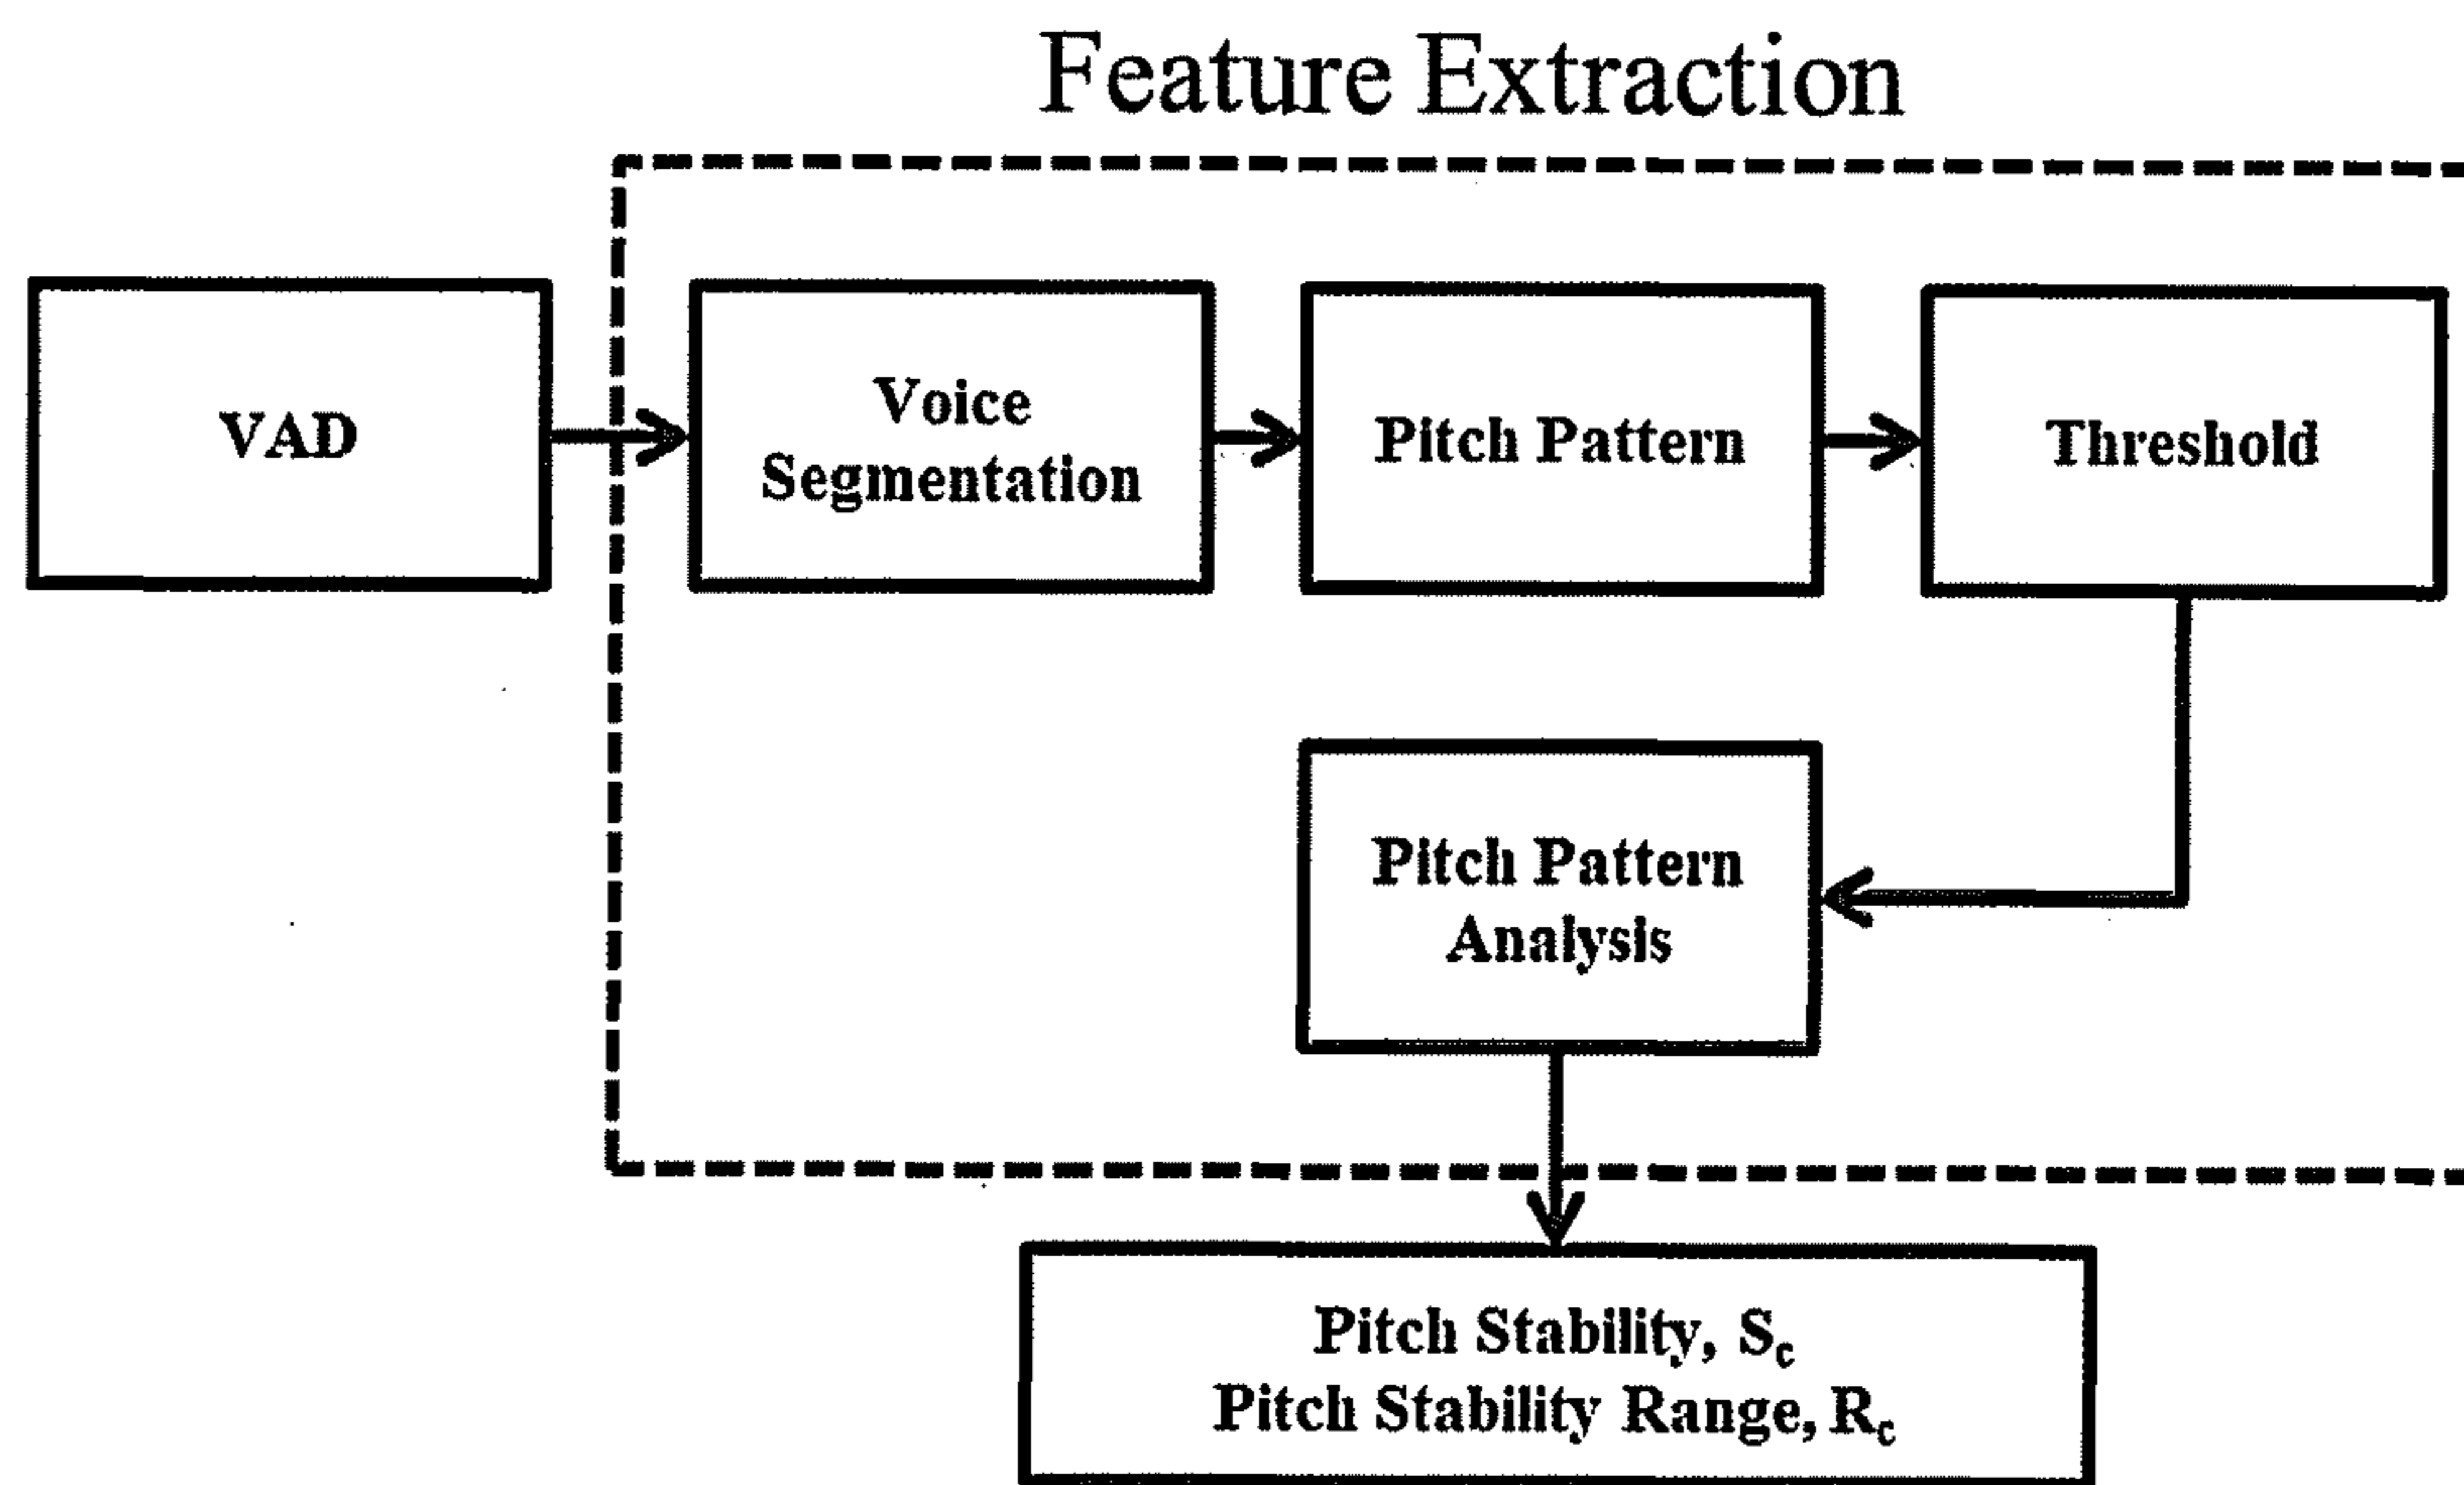 Feature Extraction
VAD
Voice
Segmentation
Pitch Pattern
Threshold
Pitch Pattern
Analysis
Pitch Stability, Sc
Pitch Stability Range, Rc